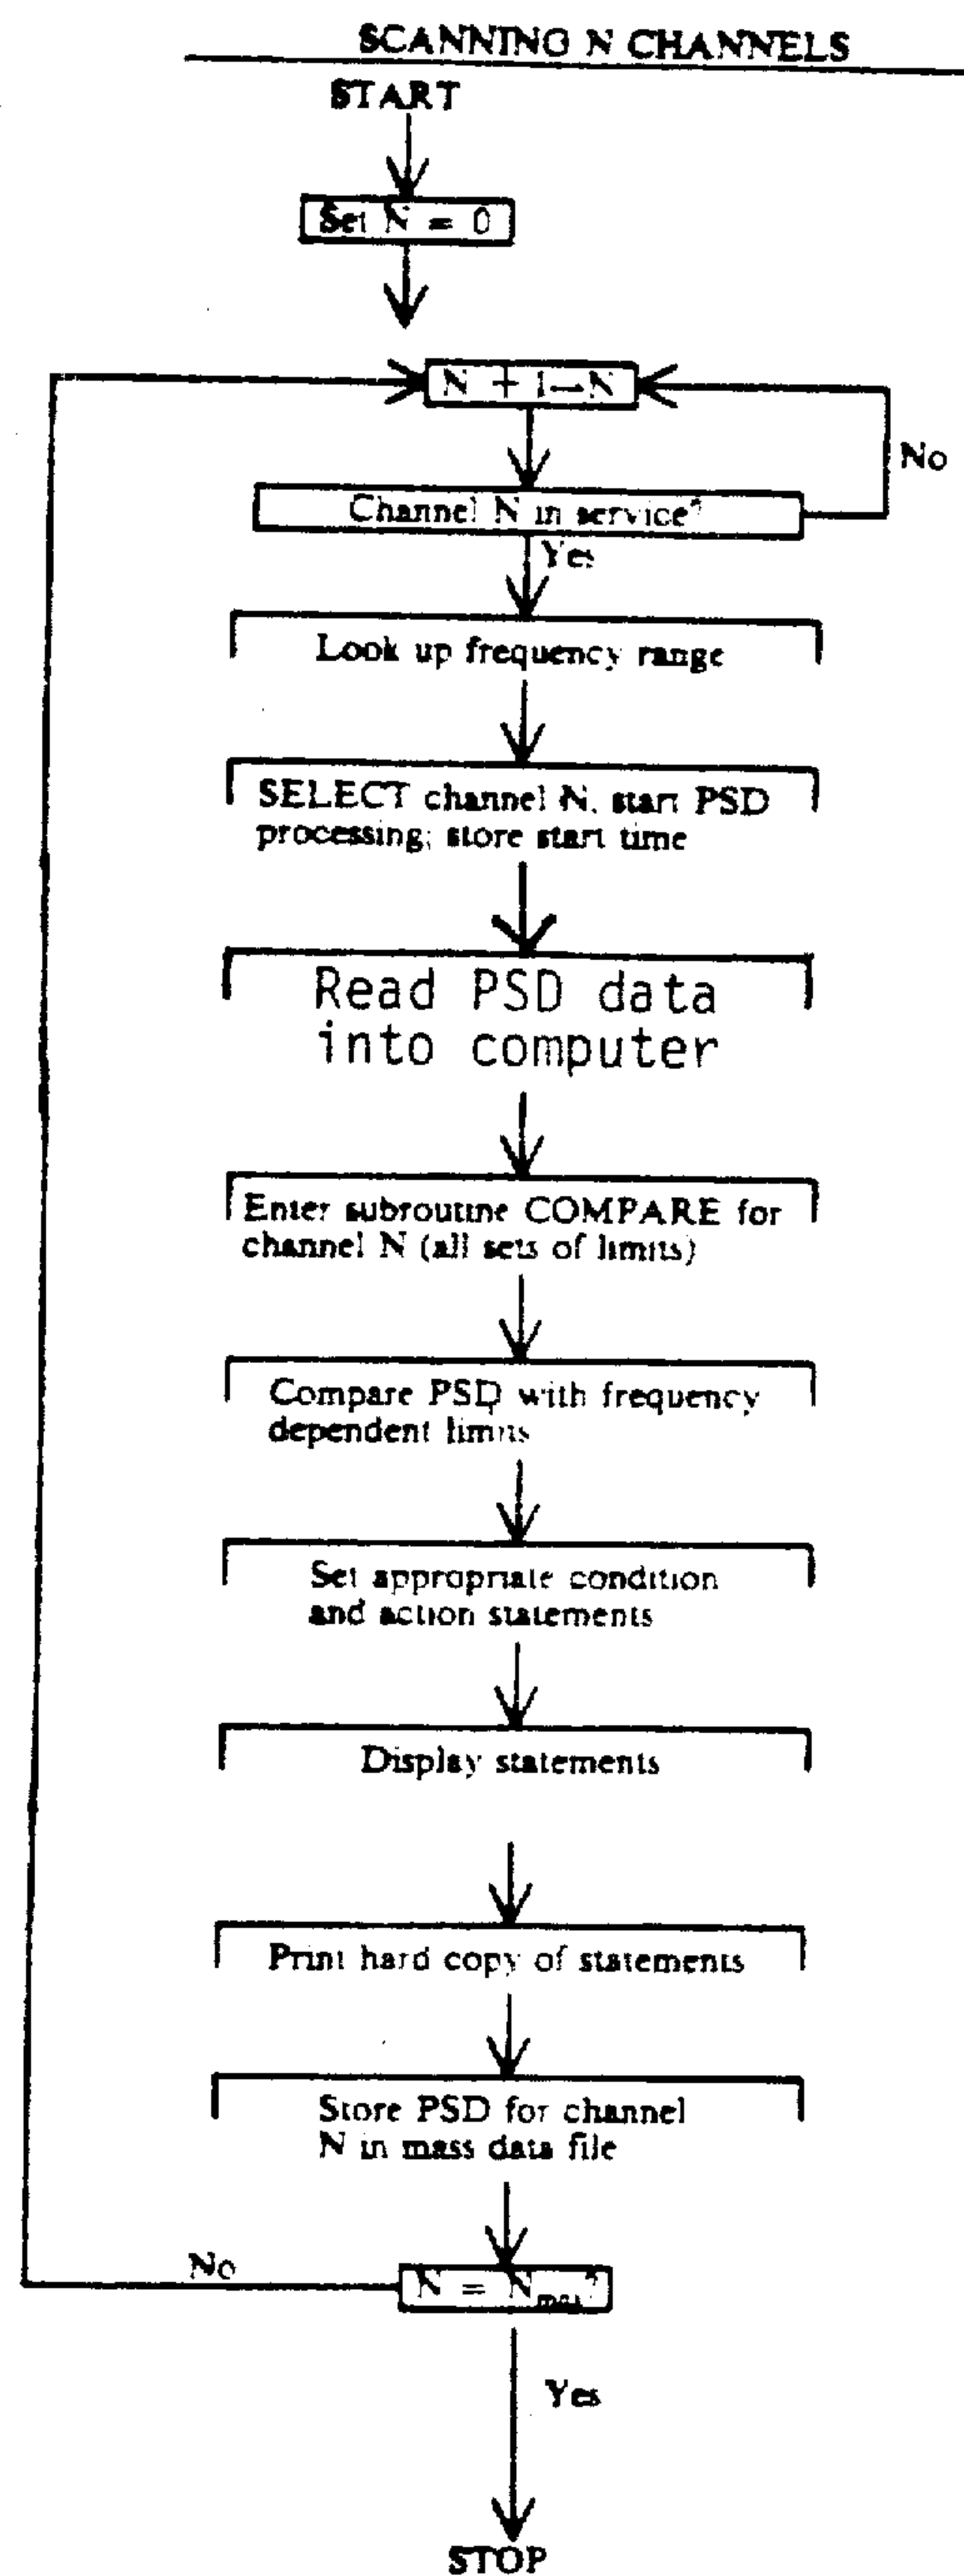 SCANNING N CHANNELS
START
Set N = 0
N + 1→N
No
Channel N in service?
Yes
Look up frequency range
SELECT channel N, start PSD
processing; store start time
Read PSD data
into computer
Enter subroutine COMPARE for
channel N (all sets of limits)
Compare PSD with frequency
dependent limits
Set appropriate condition
and action statements
Display statements
Print hard copy of statements
Store PSD for channel
N in mass data file
No
N = Nmax?
Yes
STOP